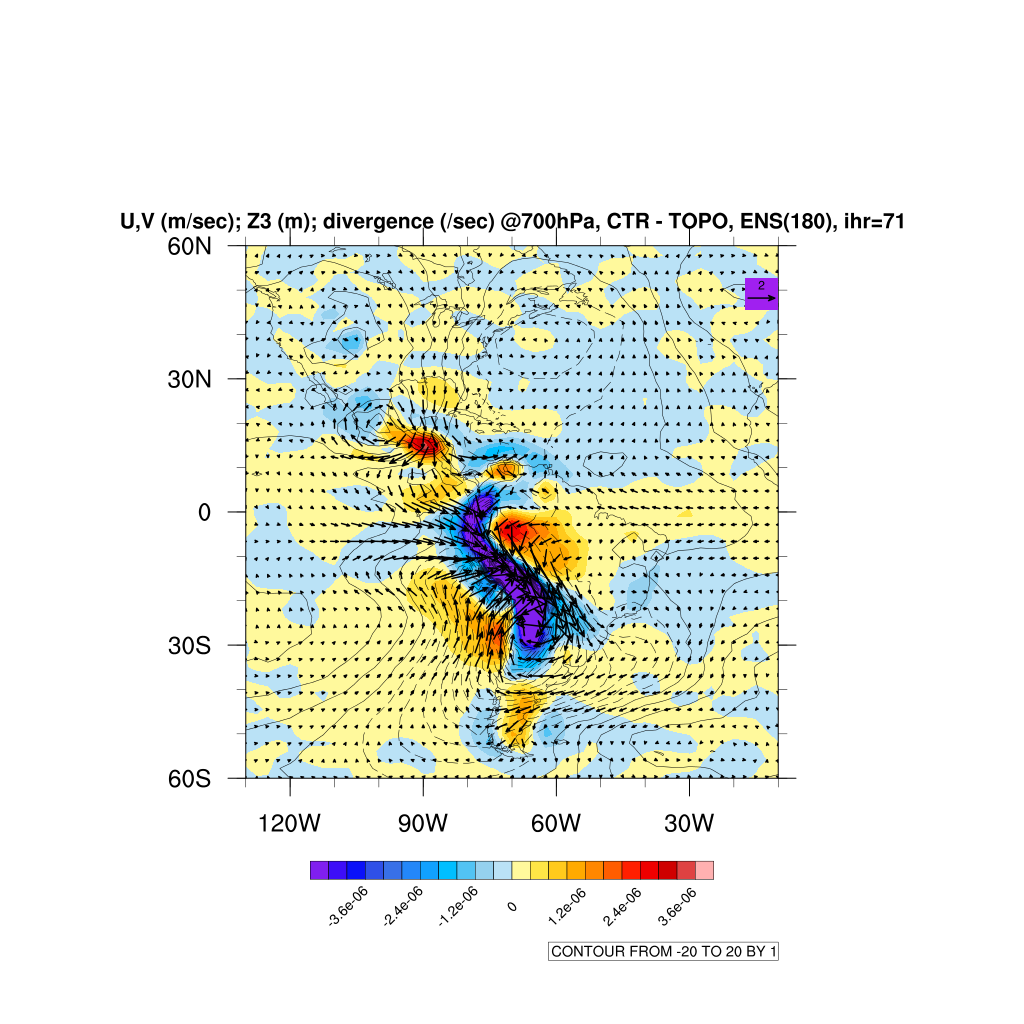 U,V (m/sec); Z3 (m); divergence (/sec) @700hPa, CTR - TOPO, ENS(180), ihr=71
60N
2
30N
0
30S
60S
120W 90W 60W 30W
-3.6e-06 -2.4e-06 -1.2e-06 0 1.2e-06 2.4e-06 3.6e-06
CONTOUR FROM -20 TO 20 BY 1